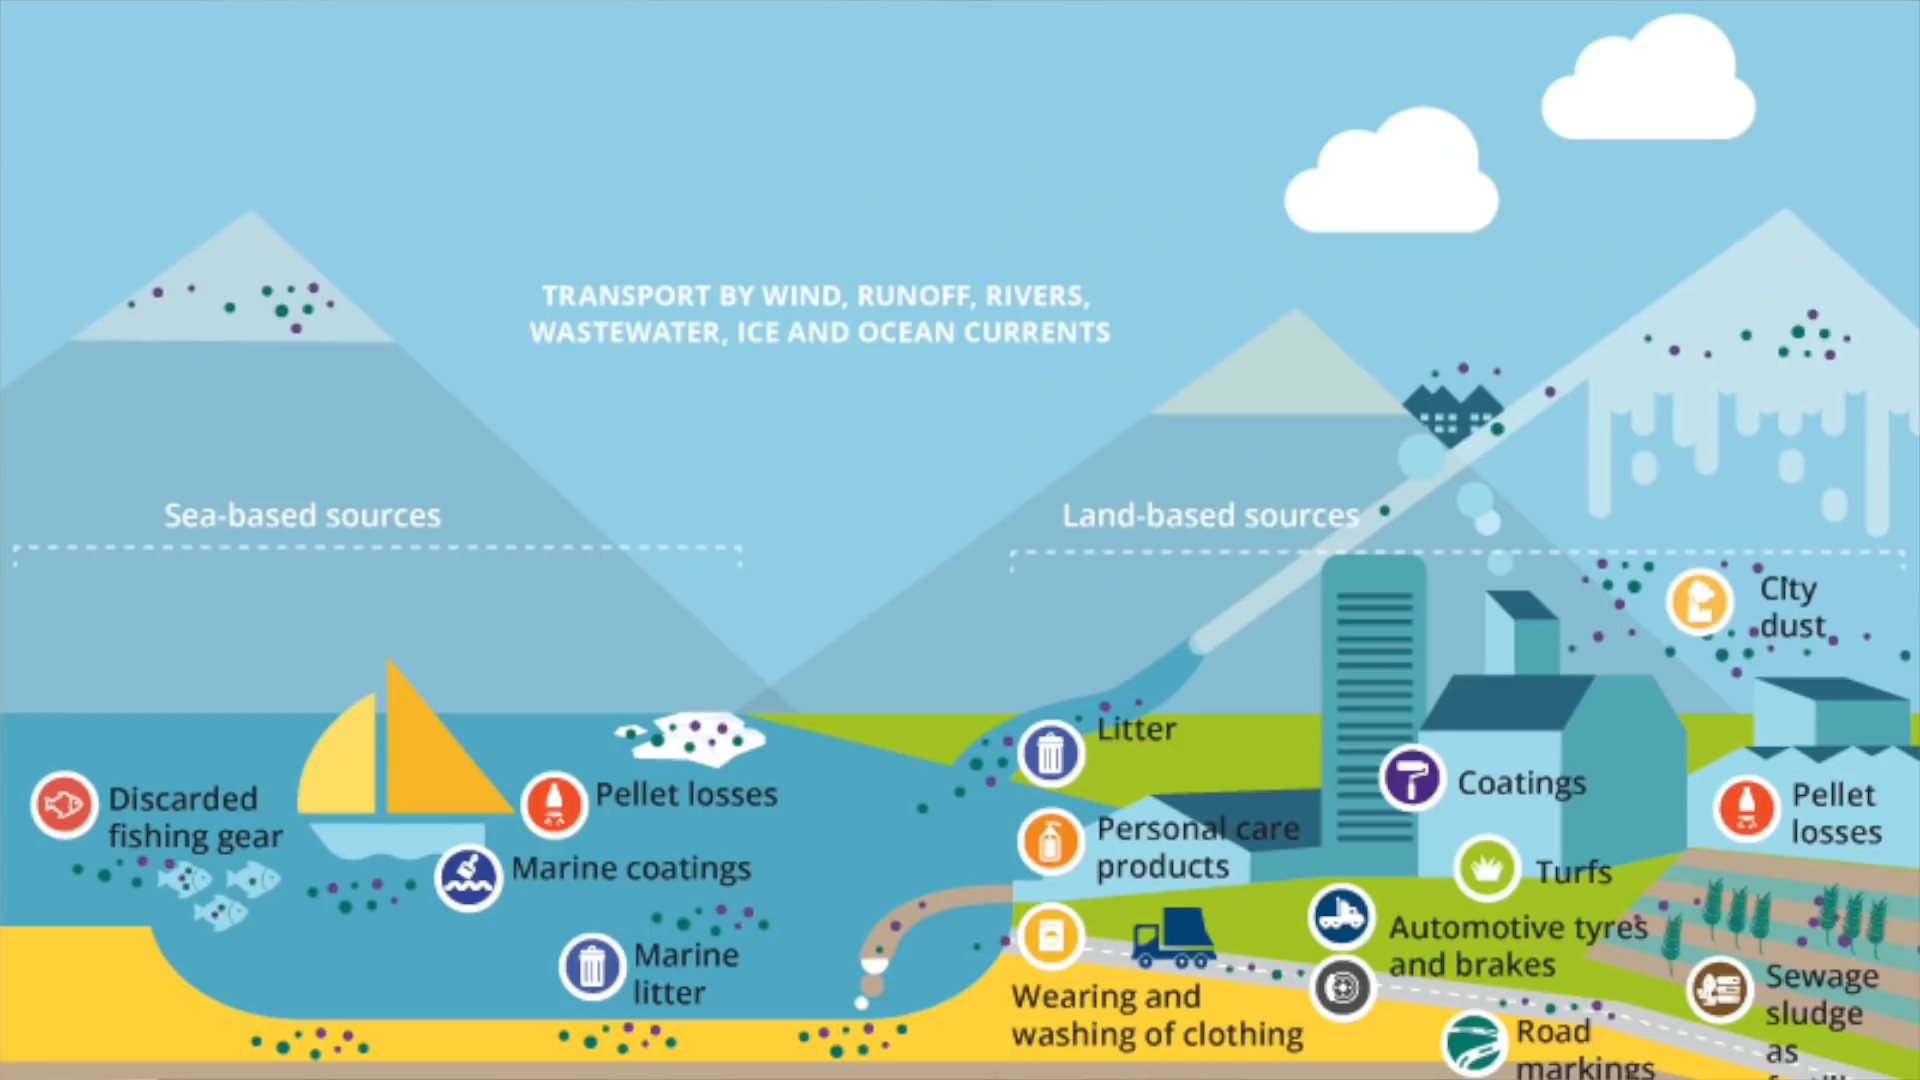 TRANSPORT BY WIND, RUNOFF, RIVERS,
WASTEWATER, ICE AND OCEAN CURRENTS
Sea-based sources
Land-based sources
City
dust
Litter
Discarded
fishing gear
Pellet losses
Marine coatings
Marine
litter
Personal care
products
Coatings
Pellet
losses
Turfs
Automotive tyres
and brakes
Wearing and
washing of clothing
Road
markings
Sewage
sludge
as